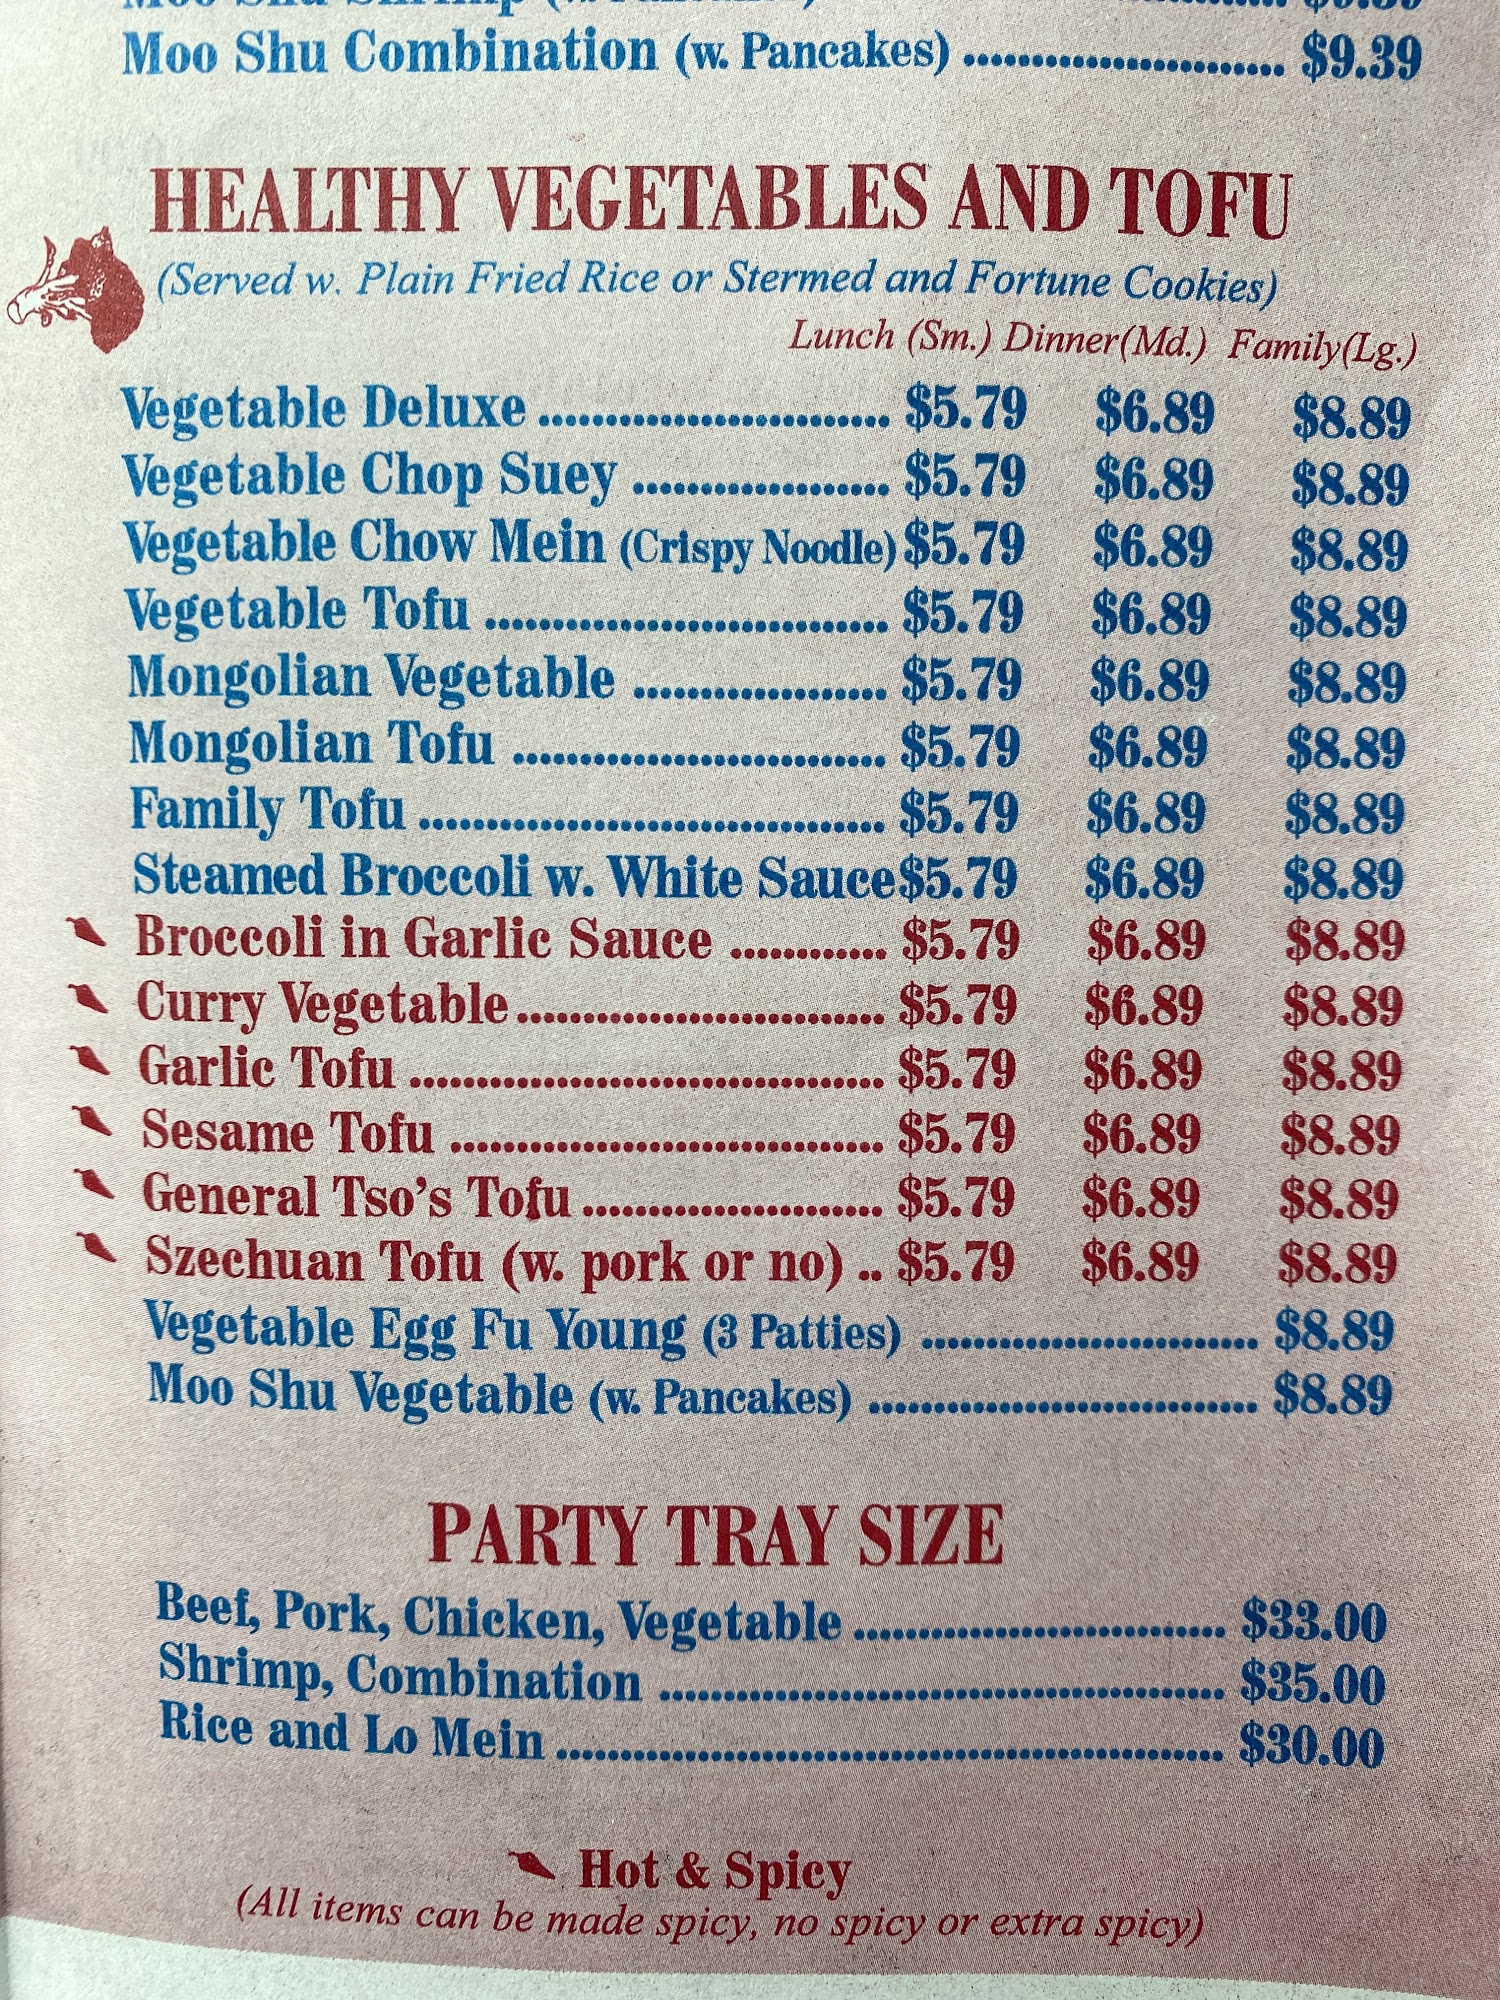 Moo Shu Shrimp (w. Pancakes) .......................... $9.39
Moo Shu Combination (w. Pancakes) ........................ $9.39
HEALTHY VEGETABLES AND TOFU
(Served w. Plain Fried Rice or Stermed and Fortune Cookies)
Lunch (Sm.) Dinner(Md.) Family(Lg.)
Vegetable Deluxe .......................... $5.79 $6.89 $8.89
Vegetable Chop Suey ................... $5.79 $6.89 $8.89
Vegetable Chow Mein (Crispy Noodle) $5.79 $6.89 $8.89
Vegetable Tofu .............................. $5.79 $6.89 $8.89
Mongolian Vegetable ................... $5.79 $6.89 $8.89
Mongolian Tofu ............................ $5.79 $6.89 $8.89
Family Tofu ................................... $5.79 $6.89 $8.89
Steamed Broccoli w. White Sauce$5.79 $6.89 $8.89
Broccoli in Garlic Sauce ............ $5.79 $6.89 $8.89
Curry Vegetable............................ $5.79 $6.89 $8.89
Garlic Tofu .................................... $5.79 $6.89 $8.89
Sesame Tofu ................................. $5.79 $6.89 $8.89
General Tso's Tofu ....................... $5.79 $6.89 $8.89
Szechuan Tofu (w. pork or no) .. $5.79 $6.89 $8.89
Vegetable Egg Fu Young (3 Patties) ......................... $8.89
Moo Shu Vegetable (w. Pancakes) ............................. $8.89
PARTY TRAY SIZE
Beef, Pork, Chicken, Vegetable ............................ $33.00
Shrimp, Combination ........................................... $35.00
Rice and Lo Mein .................................................... $30.00
Hot & Spicy
(All items can be made spicy, no spicy or extra spicy)